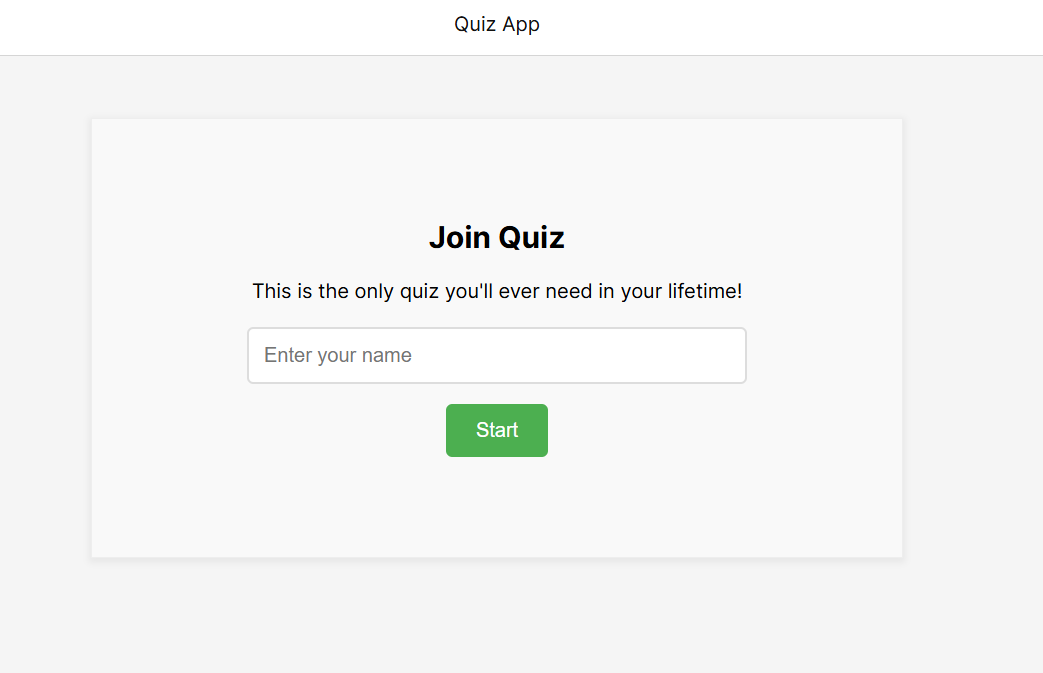 Quiz App
Join Quiz
This is the only quiz you'll ever need in your lifetime!
Enter your name
Start